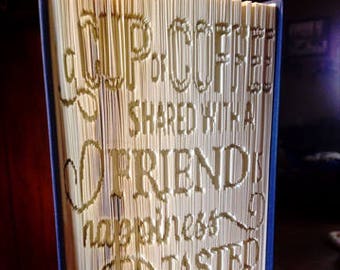 a CUP OF COFFEE
SHARED WITH A
FRIEND IS
happiness
TASTED